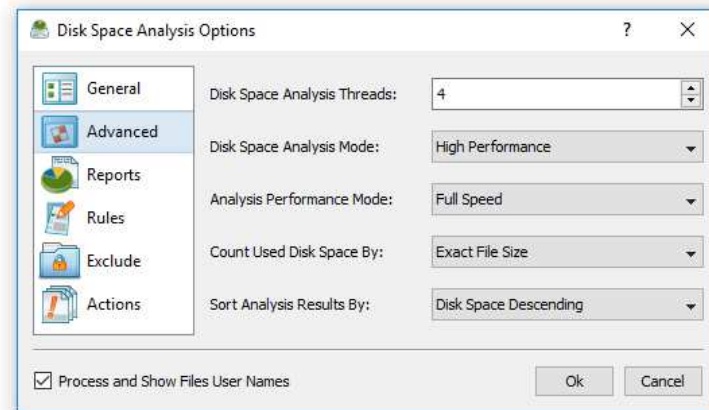 Disk Space Analysis Options
?
General
Advanced
Reports
Rules
Exclude
Actions
Disk Space Analysis Threads: 4
Disk Space Analysis Mode: High Performance
Analysis Performance Mode: Full Speed
Count Used Disk Space By: Exact File Size
Sort Analysis Results By: Disk Space Descending
Process and Show Files User Names
Ok
Cancel